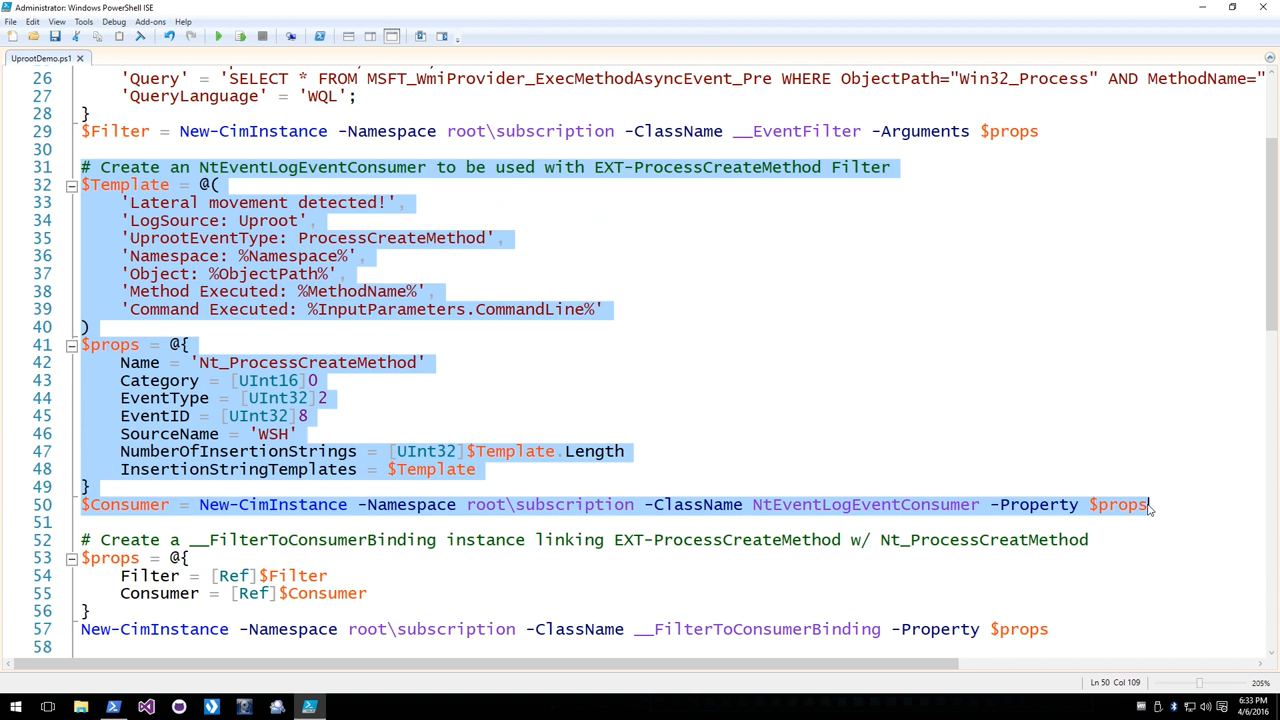 Administrator: Windows PowerShell ISE
File Edit View Tools Debug Add-ons Help
UprootDemo.ps1
26 'Query' = 'SELECT * FROM MSFT_WmiProvider_ExecMethodAsyncEvent_Pre WHERE ObjectPath="Win32_Process" AND MethodName="
27 'QueryLanguage' = 'WQL';
28 }
29 $Filter = New-CimInstance -Namespace root\subscription -ClassName __EventFilter -Arguments $props
30
31 # Create an NtEventLogEventConsumer to be used with EXT-ProcessCreateMethod Filter
32 $Template = @(
33 'Lateral movement detected!',
34 'LogSource: Uproot',
35 'UprootEventType: ProcessCreateMethod',
36 'Namespace: %Namespace%',
37 'Object: %ObjectPath%',
38 'Method Executed: %MethodName%',
39 'Command Executed: %InputParameters.CommandLine%'
40 )
41 $props = @{
42 Name = 'Nt_ProcessCreateMethod'
43 Category = [UInt16]0
44 EventType = [UInt32]2
45 EventID = [UInt32]8
46 SourceName = 'WSH'
47 NumberOfInsertionStrings = [UInt32]$Template.Length
48 InsertionStringTemplates = $Template
49 }
50 $Consumer = New-CimInstance -Namespace root\subscription -ClassName NtEventLogEventConsumer -Property $props
51
52 # Create a __FilterToConsumerBinding instance linking EXT-ProcessCreateMethod w/ Nt_ProcessCreatMethod
53 $props = @{
54 Filter = [Ref]$Filter
55 Consumer = [Ref]$Consumer
56 }
57 New-CimInstance -Namespace root\subscription -ClassName __FilterToConsumerBinding -Property $props
58
Ln 50 Col 109
205%
6:33 PM
4/6/2016